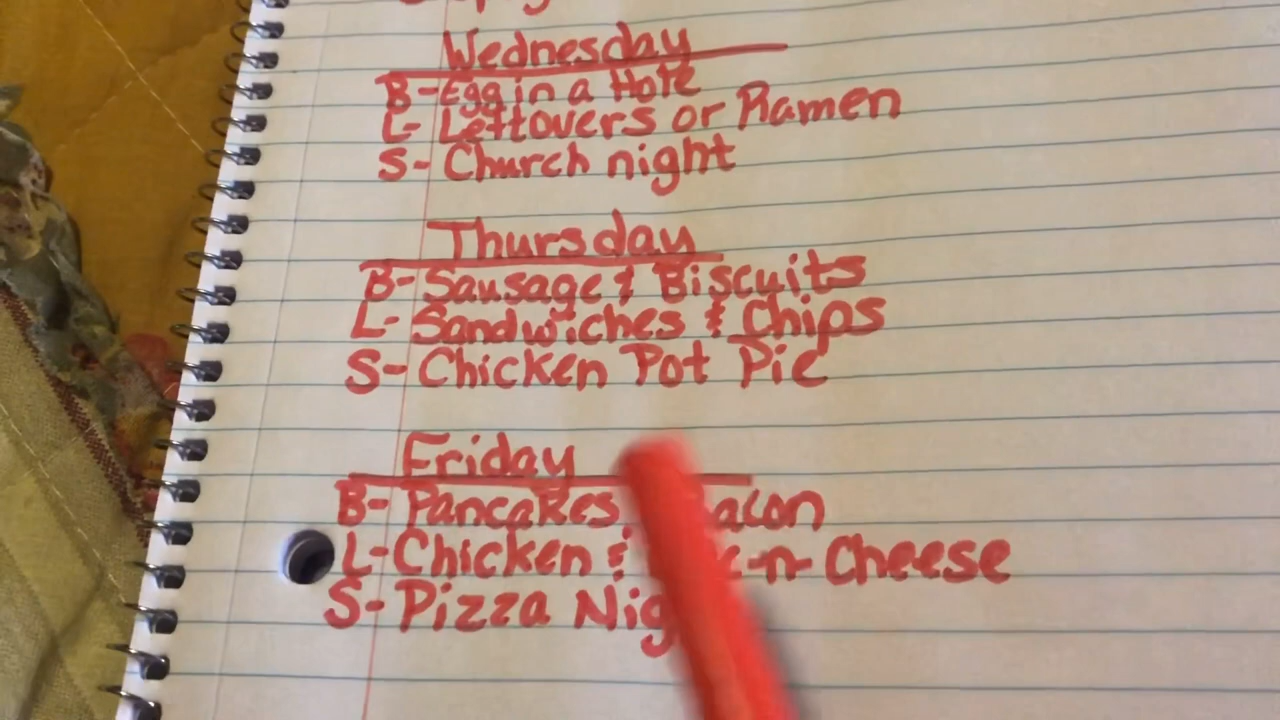 Wednesday
B-Egg in a Hole
L-Leftovers or Ramen
S-Church night
Thursday
B-Sausage & Biscuits
L-Sandwiches & Chips
S-Chicken Pot Pie
Friday
B-Pancakes
L-Chicken & -n-Cheese
S-Pizza